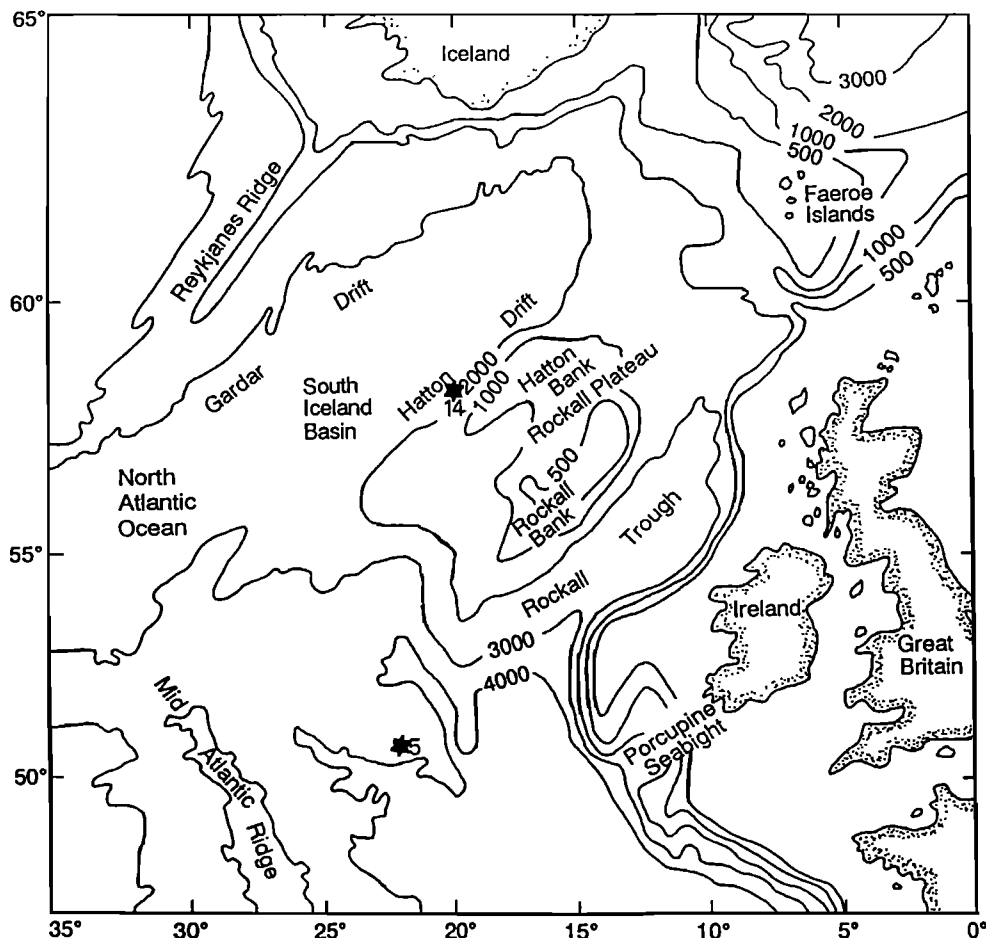 65°
Iceland
3000
2000
1000
500
Faeroe
Islands
1000
500
Reykjanes Ridge
60°
Drift
Drift
Gardar
South
Iceland
Basin
Hatton
2000
1000
14
Hatton
Bank
Rockall Plateau
500
Rockall
Bank
Trough
North
Atlantic
Ocean
55°
Rockall
Ireland
3000
4000
Great
Britain
Mid
Atlantic
Ridge
5
Porcupine
Seabight
50°
35°
30°
25°
20°
15°
10°
5°
0°